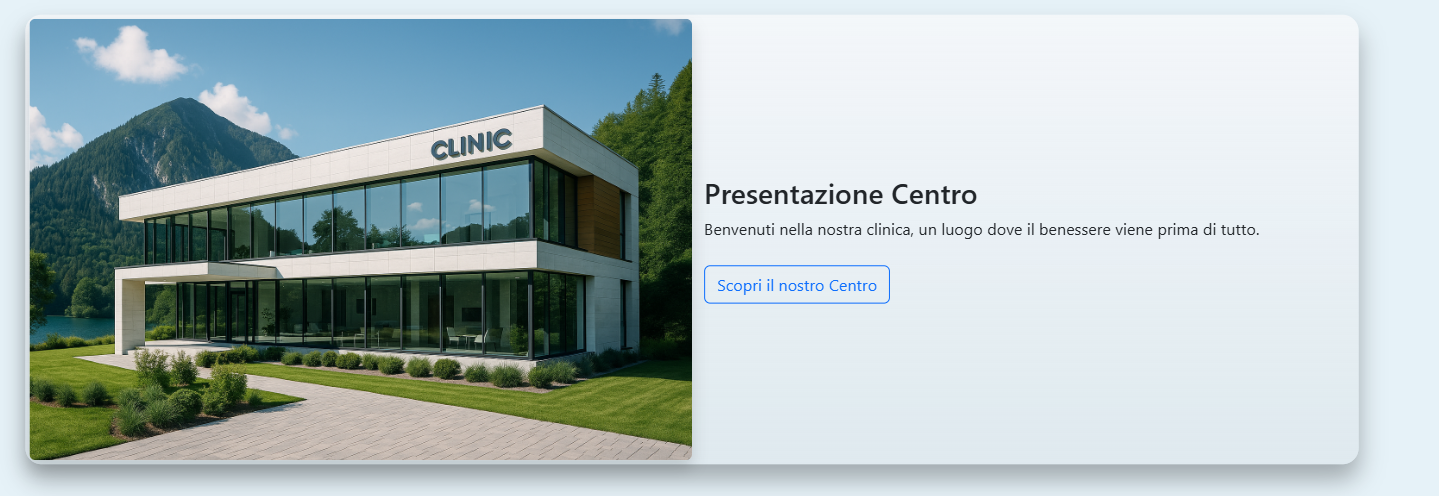 CLINIC
Presentazione Centro
Benvenuti nella nostra clinica, un luogo dove il benessere viene prima di tutto.
Scopri il nostro Centro